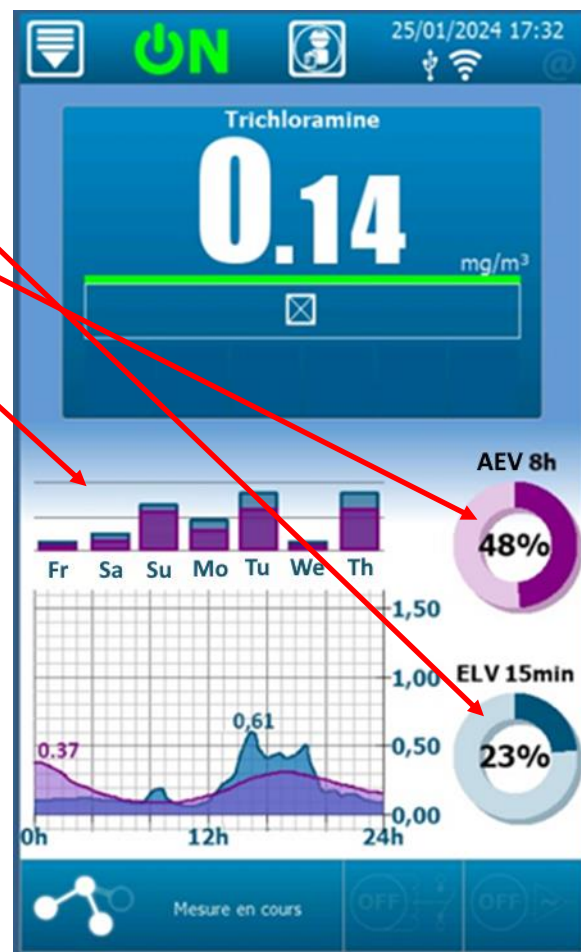 ON
25/01/2024 17:32
@
Trichloramine
0.14
mg/m³
AEV 8h
48%
Fr Sa Su Mo Tu We Th
1,50
1,00
0,50
0,00
0.37
0,61
0h 12h 24h
ELV 15min
23%
Mesure en cours
OFF
OFF